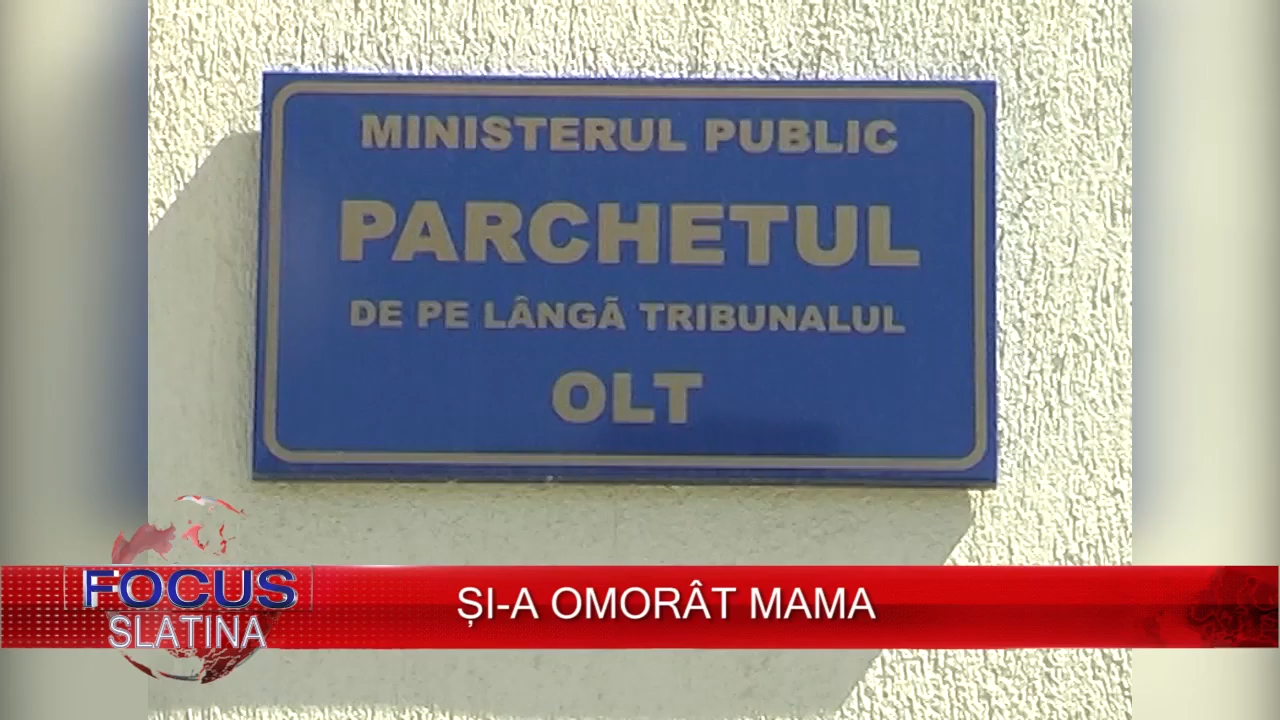 MINISTERUL PUBLIC
PARCHETUL
DE PE LÂNGĂ TRIBUNALUL
OLT
FOCUS
SLATINA
ȘI-A OMORÂT MAMA